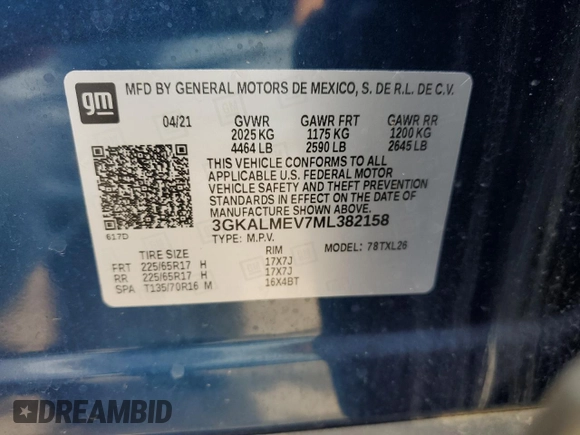 gm
MFD BY GENERAL MOTORS DE MEXICO, S. DE R.L. DE C.V.
04/21 GVWR GAWR FRT GAWR RR
2025 KG 1175 KG 1200 KG
4464 LB 2590 LB 2645 LB
THIS VEHICLE CONFORMS TO ALL
APPLICABLE U.S. FEDERAL MOTOR
VEHICLE SAFETY AND THEFT PREVENTION
STANDARDS IN EFFECT ON THE DATE OF
MANUFACTURE SHOWN ABOVE.
617D 3GKALMEV7ML382158
TYPE: M.P.V. MODEL: 78TXL26
TIRE SIZE RIM
FRT 225/65R17 H 17X7J
RR 225/65R17 H 17X7J
SPA T135/70R16 M 16X4BT
DREAMBID